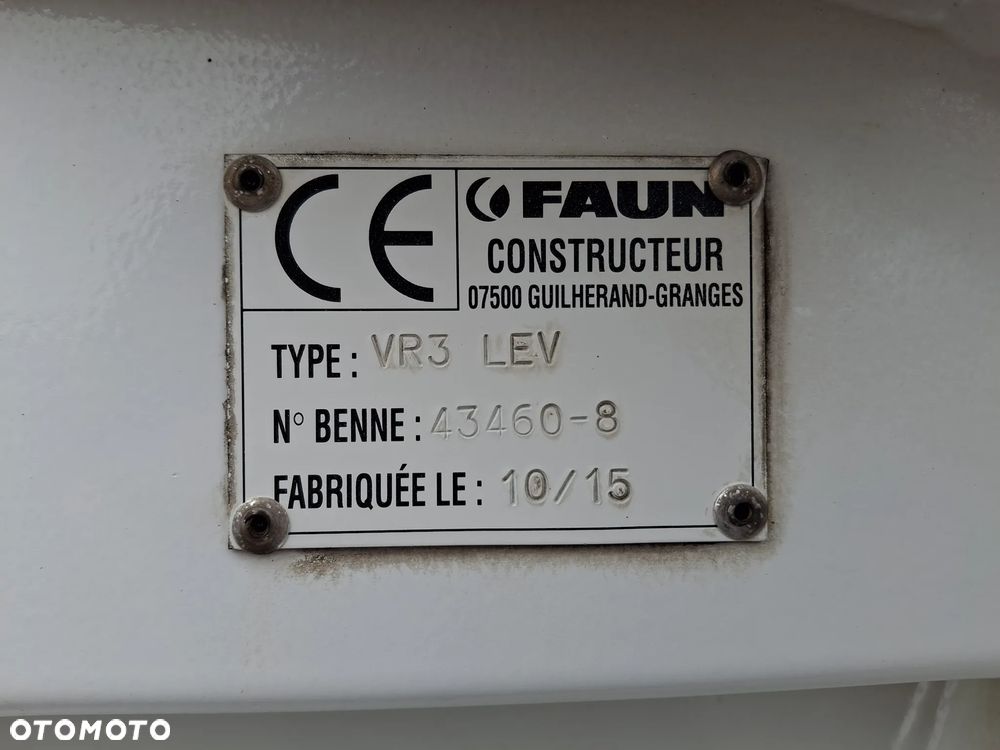 CE
FAUN
CONSTRUCTEUR
07500 GUILHERAND-GRANGES
TYPE : VR3 LEV
N° BENNE : 43460-8
FABRIQUÉE LE : 10/15
OTOMOTO